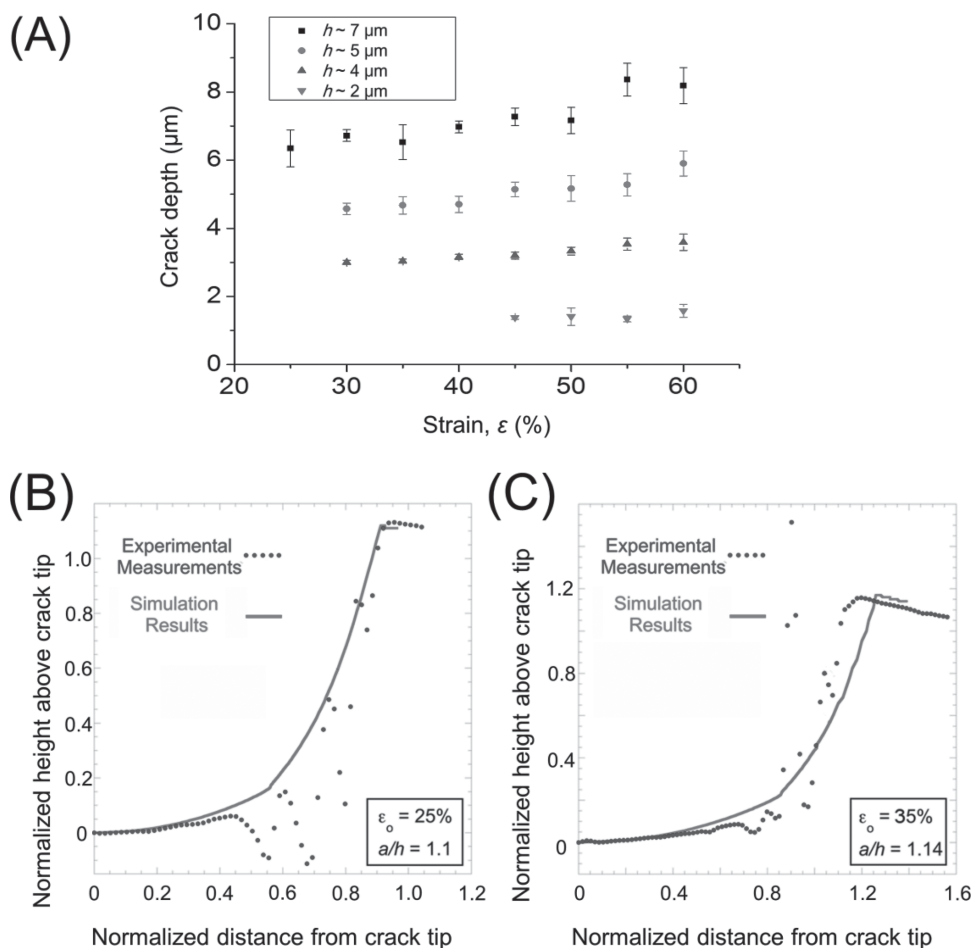 (A)
10
8
6
4
2
0
Crack depth (µm)
h ~ 7 µm
h ~ 5 µm
h ~ 4 µm
h ~ 2 µm
20 30 40 50 60
Strain, ε (%)
(B)
Normalized height above crack tip
1.0
0.8
0.6
0.4
0.2
0
Experimental
Measurements
Simulation
Results
εo = 25%
a/h = 1.1
0 0.2 0.4 0.6 0.8 1.0 1.2
Normalized distance from crack tip
(C)
Normalized height above crack tip
1.2
0.8
0.4
0
Experimental
Measurements
Simulation
Results
εo = 35%
a/h = 1.14
0 0.4 0.8 1.2 1.6
Normalized distance from crack tip